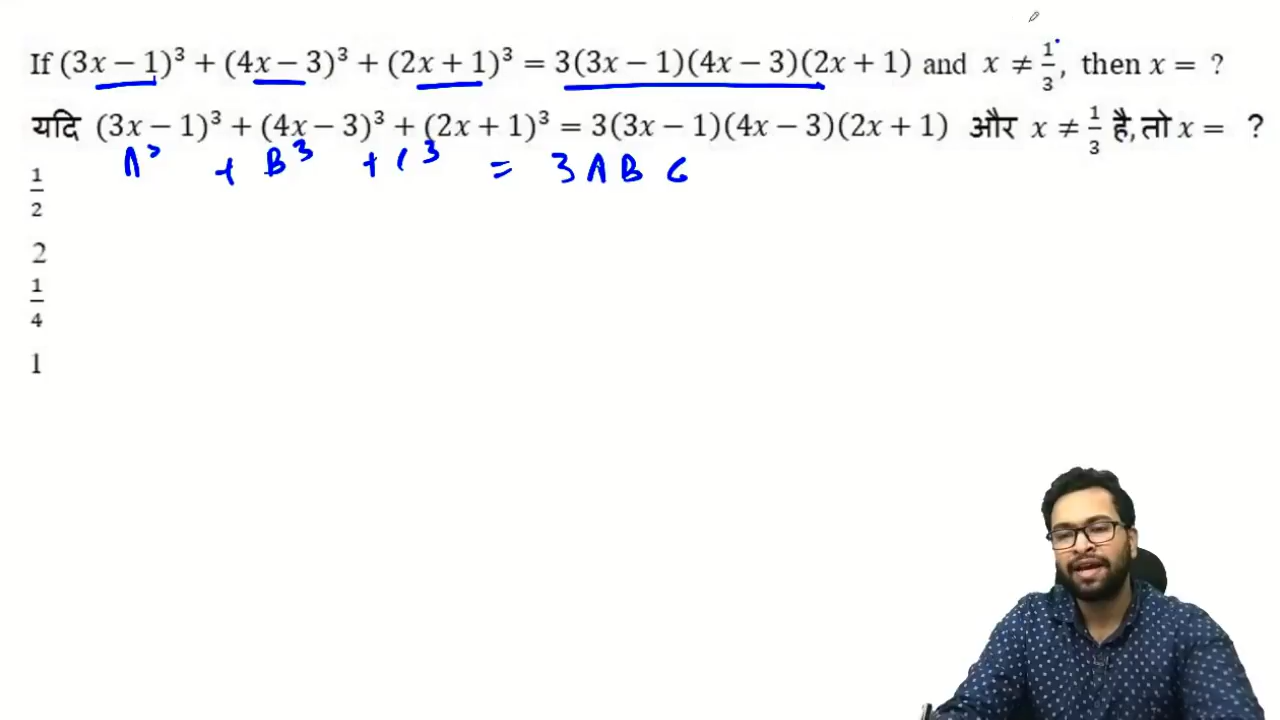 If (3x − 1)³ + (4x − 3)³ + (2x + 1)³ = 3(3x − 1)(4x − 3)(2x + 1) and x ≠ 1/3, then x = ?
यदि (3x − 1)³ + (4x − 3)³ + (2x + 1)³ = 3(3x − 1)(4x − 3)(2x + 1) और x ≠ 1/3 है, तो x = ?
A³ + B³ + C³ = 3 A B C
1/2
2
1/4
1